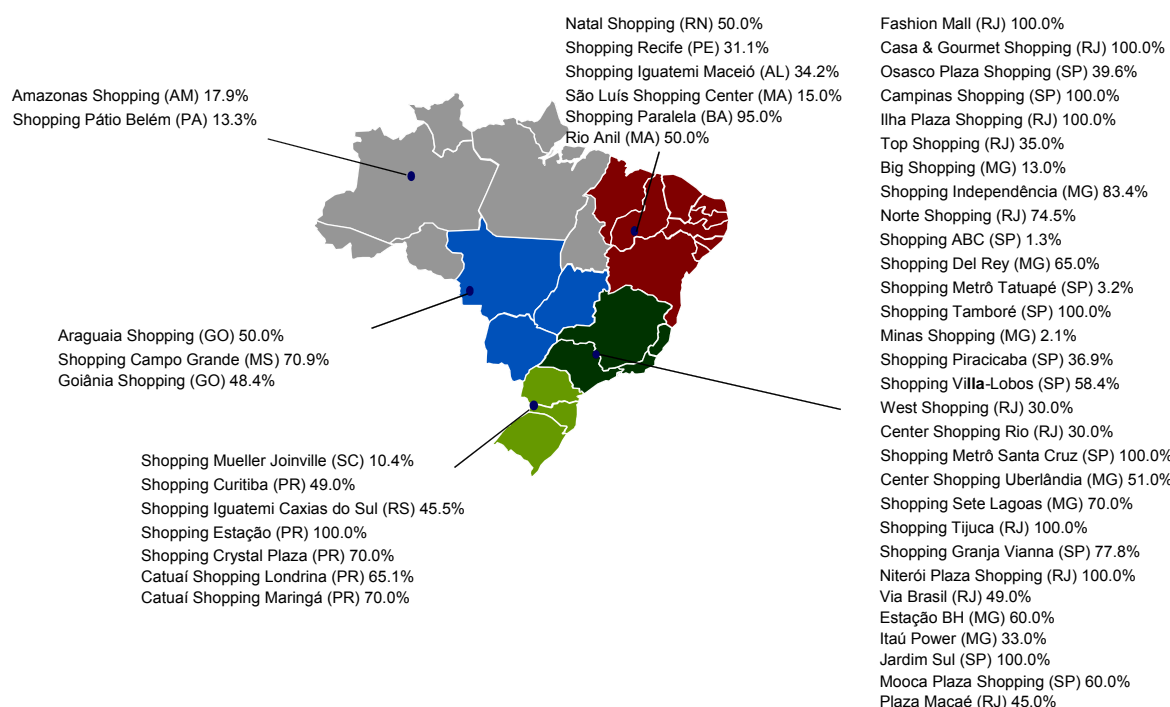 Amazonas Shopping (AM) 17.9%
Shopping Pátio Belém (PA) 13.3%
Natal Shopping (RN) 50.0%
Shopping Recife (PE) 31.1%
Shopping Iguatemi Maceió (AL) 34.2%
São Luís Shopping Center (MA) 15.0%
Shopping Paralela (BA) 95.0%
Rio Anil (MA) 50.0%
Araguaia Shopping (GO) 50.0%
Shopping Campo Grande (MS) 70.9%
Goiânia Shopping (GO) 48.4%
Shopping Mueller Joinville (SC) 10.4%
Shopping Curitiba (PR) 49.0%
Shopping Iguatemi Caxias do Sul (RS) 45.5%
Shopping Estação (PR) 100.0%
Shopping Crystal Plaza (PR) 70.0%
Catuaí Shopping Londrina (PR) 65.1%
Catuaí Shopping Maringá (PR) 70.0%
Fashion Mall (RJ) 100.0%
Casa & Gourmet Shopping (RJ) 100.0%
Osasco Plaza Shopping (SP) 39.6%
Campinas Shopping (SP) 100.0%
Ilha Plaza Shopping (RJ) 100.0%
Top Shopping (RJ) 35.0%
Big Shopping (MG) 13.0%
Shopping Independência (MG) 83.4%
Norte Shopping (RJ) 74.5%
Shopping ABC (SP) 1.3%
Shopping Del Rey (MG) 65.0%
Shopping Metrô Tatuapé (SP) 3.2%
Shopping Tamboré (SP) 100.0%
Minas Shopping (MG) 2.1%
Shopping Piracicaba (SP) 36.9%
Shopping Villa-Lobos (SP) 58.4%
West Shopping (RJ) 30.0%
Center Shopping Rio (RJ) 30.0%
Shopping Metrô Santa Cruz (SP) 100.0%
Center Shopping Uberlândia (MG) 51.0%
Shopping Sete Lagoas (MG) 70.0%
Shopping Tijuca (RJ) 100.0%
Shopping Granja Vianna (SP) 77.8%
Niterói Plaza Shopping (RJ) 100.0%
Via Brasil (RJ) 49.0%
Estação BH (MG) 60.0%
Itaú Power (MG) 33.0%
Jardim Sul (SP) 100.0%
Mooca Plaza Shopping (SP) 60.0%
Plaza Macaé (RJ) 45.0%